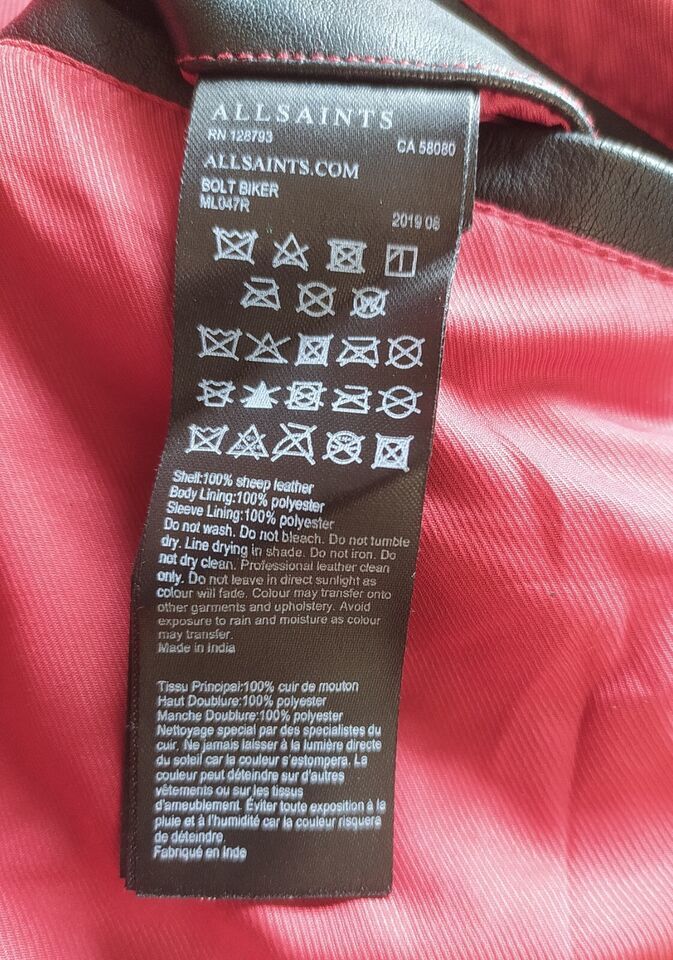 ALLSAINTS
RN 128793 CA 58080
ALLSAINTS.COM
BOLT BIKER
ML047R 2019 08
Shell:100% sheep leather
Body Lining:100% polyester
Sleeve Lining:100% polyester
Do not wash. Do not bleach. Do not tumble
dry. Line drying in shade. Do not iron. Do
not dry clean. Professional leather clean
only. Do not leave in direct sunlight as
colour will fade. Colour may transfer onto
other garments and upholstery. Avoid
exposure to rain and moisture as colour
may transfer.
Made in India
Tissu Principal:100% cuir de mouton
Haut Doublure:100% polyester
Manche Doublure:100% polyester
Nettoyage special par des specialistes du
cuir. Ne jamais laisser à la lumière directe
du soleil car la couleur s'estompera. La
couleur peut déteindre sur d'autres
vêtements ou sur les tissus
d'ameublement. Éviter toute exposition à la
pluie et à l'humidité car la couleur risquera
de déteindre.
Fabriqué en Inde